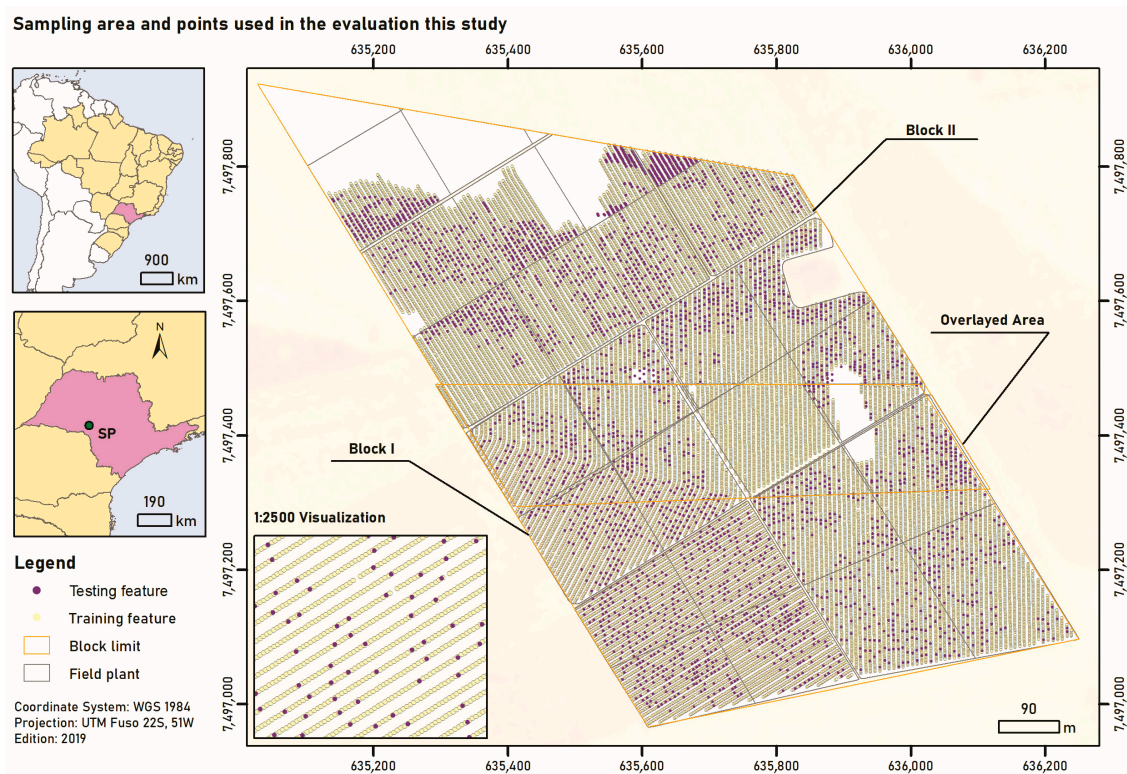 Sampling area and points used in the evaluation this study
635,200 635,400 635,600 635,800 636,000 636,200
900
km
N
SP
190
km
Block II
Overlayed Area
Block I
1:2500 Visualization
7,497,800
7,497,600
7,497,400
7,497,200
7,497,000
7,497,800
7,497,600
7,497,400
7,497,200
7,497,000
Legend
Testing feature
Training feature
Block limit
Field plant
Coordinate System: WGS 1984
Projection: UTM Fuso 22S, 51W
Edition: 2019
90
m
635,200 635,400 635,600 635,800 636,000 636,200